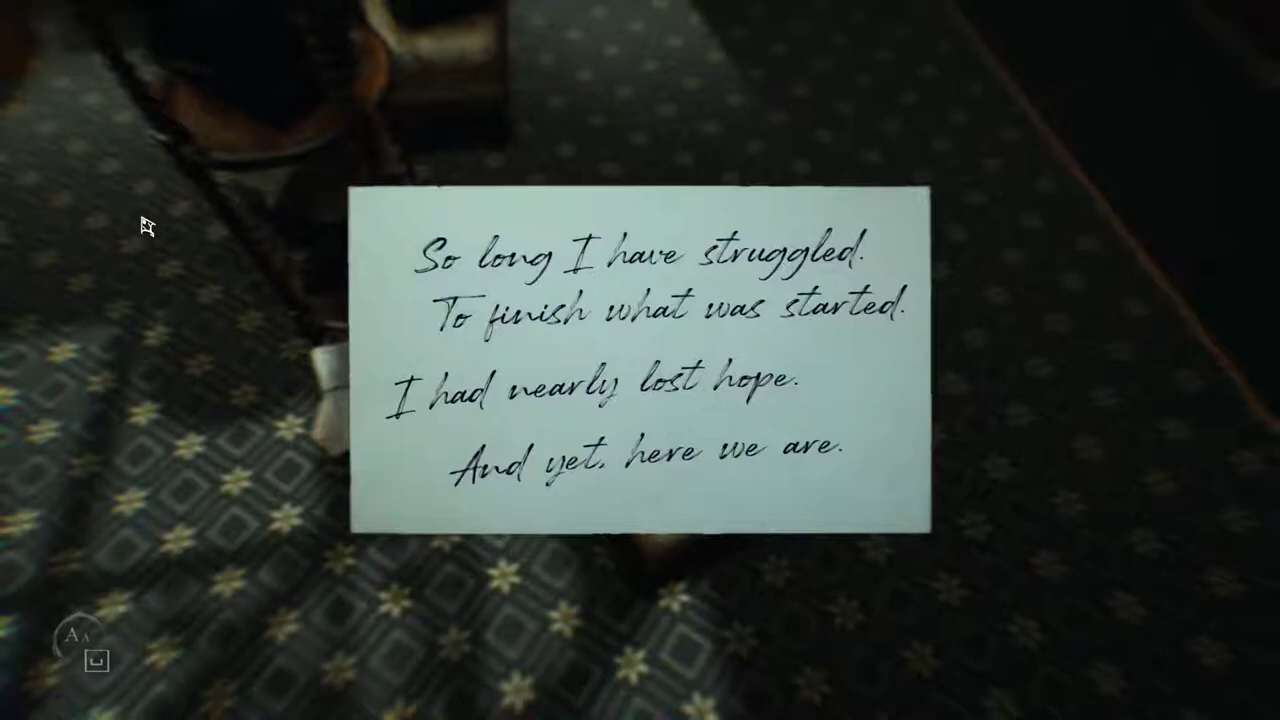 So long I have struggled.
To finish what was started.
I had nearly lost hope.
And yet, here we are.
A A